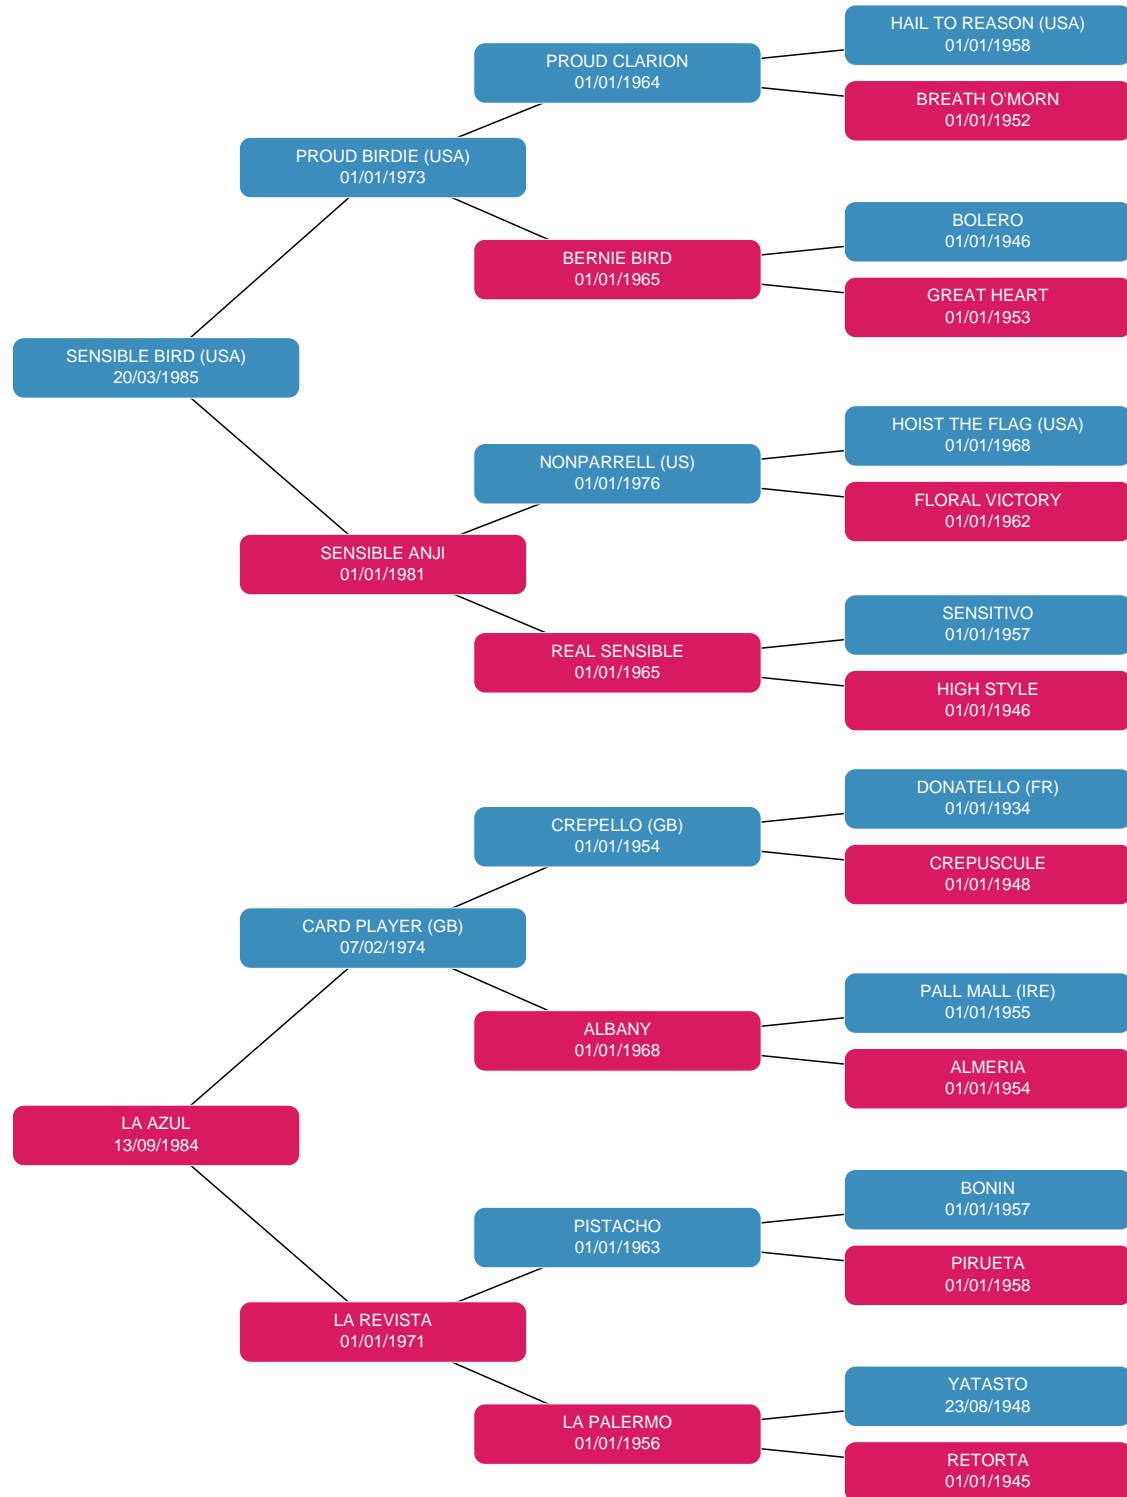 HAIL TO REASON (USA)
01/01/1958
PROUD CLARION
01/01/1964
BREATH O'MORN
01/01/1952
PROUD BIRDIE (USA)
01/01/1973
BOLERO
01/01/1946
BERNIE BIRD
01/01/1965
GREAT HEART
01/01/1953
SENSIBLE BIRD (USA)
20/03/1985
HOIST THE FLAG (USA)
01/01/1968
NONPARRELL (US)
01/01/1976
FLORAL VICTORY
01/01/1962
SENSIBLE ANJI
01/01/1981
SENSITIVO
01/01/1957
REAL SENSIBLE
01/01/1965
HIGH STYLE
01/01/1946
DONATELLO (FR)
01/01/1934
CREPELLO (GB)
01/01/1954
CREPUSCULE
01/01/1948
CARD PLAYER (GB)
07/02/1974
PALL MALL (IRE)
01/01/1955
ALBANY
01/01/1968
ALMERIA
01/01/1954
LA AZUL
13/09/1984
BONIN
01/01/1957
PISTACHO
01/01/1963
PIRUETA
01/01/1958
LA REVISTA
01/01/1971
YATASTO
23/08/1948
LA PALERMO
01/01/1956
RETORTA
01/01/1945